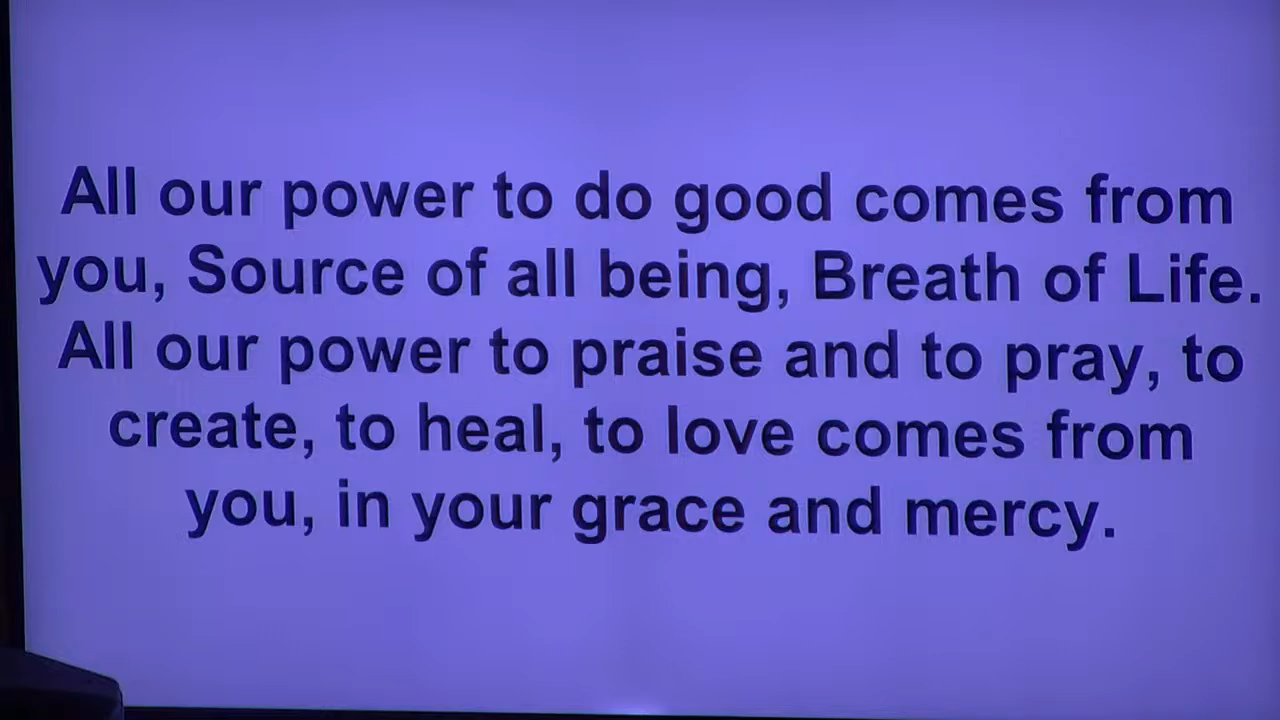 All our power to do good comes from
you, Source of all being, Breath of Life.
All our power to praise and to pray, to
create, to heal, to love comes from
you, in your grace and mercy.